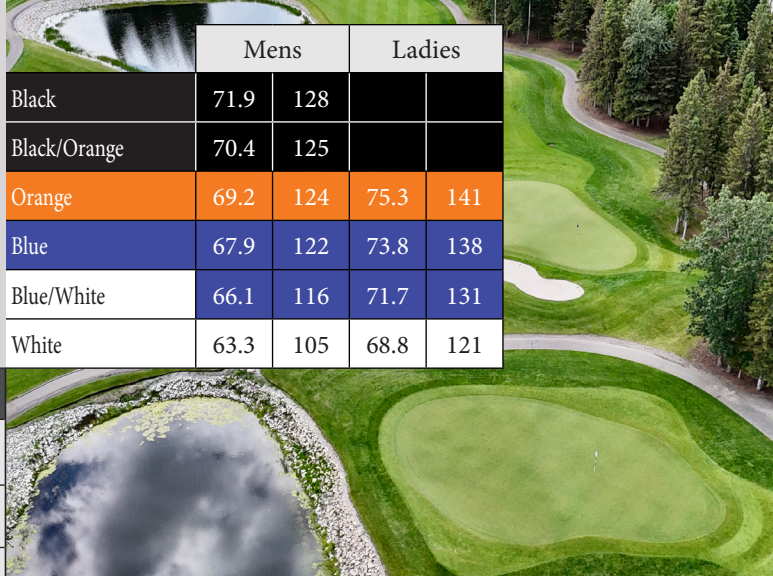 Mens Ladies
Black 71.9 128
Black/Orange 70.4 125
Orange 69.2 124 75.3 141
Blue 67.9 122 73.8 138
Blue/White 66.1 116 71.7 131
White 63.3 105 68.8 121